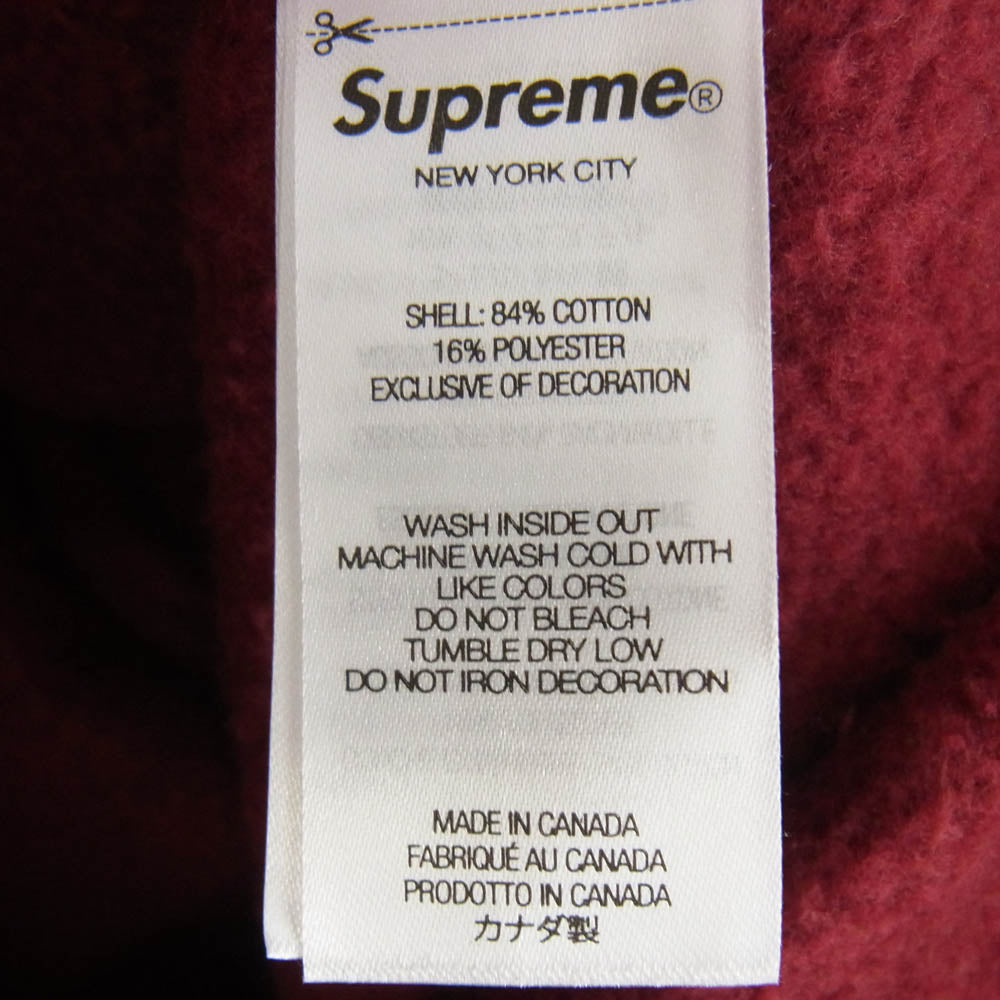 Supreme®
NEW YORK CITY
SHELL: 84% COTTON
16% POLYESTER
EXCLUSIVE OF DECORATION
WASH INSIDE OUT
MACHINE WASH COLD WITH
LIKE COLORS
DO NOT BLEACH
TUMBLE DRY LOW
DO NOT IRON DECORATION
MADE IN CANADA
FABRIQUÉ AU CANADA
PRODOTTO IN CANADA
カナダ製